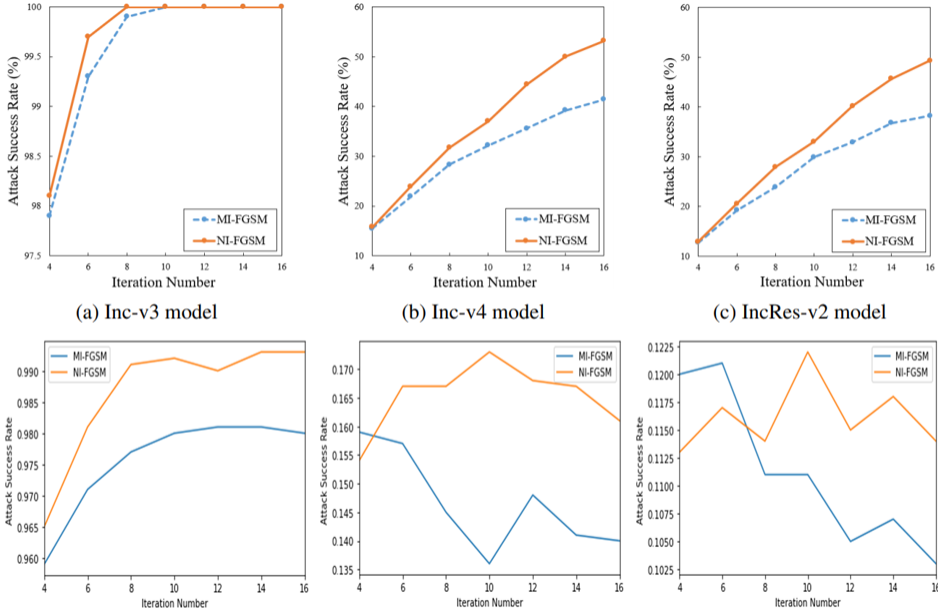 Attack Success Rate (%)
100
99.5
99
98.5
98
97.5
4 6 8 10 12 14 16
Iteration Number
MI-FGSM
NI-FGSM
(a) Inc-v3 model
Attack Success Rate (%)
60
50
40
30
20
10
4 6 8 10 12 14 16
Iteration Number
MI-FGSM
NI-FGSM
(b) Inc-v4 model
Attack Success Rate (%)
60
50
40
30
20
10
4 6 8 10 12 14 16
Iteration Number
MI-FGSM
NI-FGSM
(c) IncRes-v2 model
Attack Success Rate
MI-FGSM
NI-FGSM
0.990
0.985
0.980
0.975
0.970
0.965
0.960
4 6 8 10 12 14 16
Iteration Number
Attack Success Rate
MI-FGSM
NI-FGSM
0.170
0.165
0.160
0.155
0.150
0.145
0.140
0.135
4 6 8 10 12 14 16
Iteration Number
Attack Success Rate
MI-FGSM
NI-FGSM
0.1225
0.1200
0.1175
0.1150
0.1125
0.1100
0.1075
0.1050
0.1025
4 6 8 10 12 14 16
Iteration Number